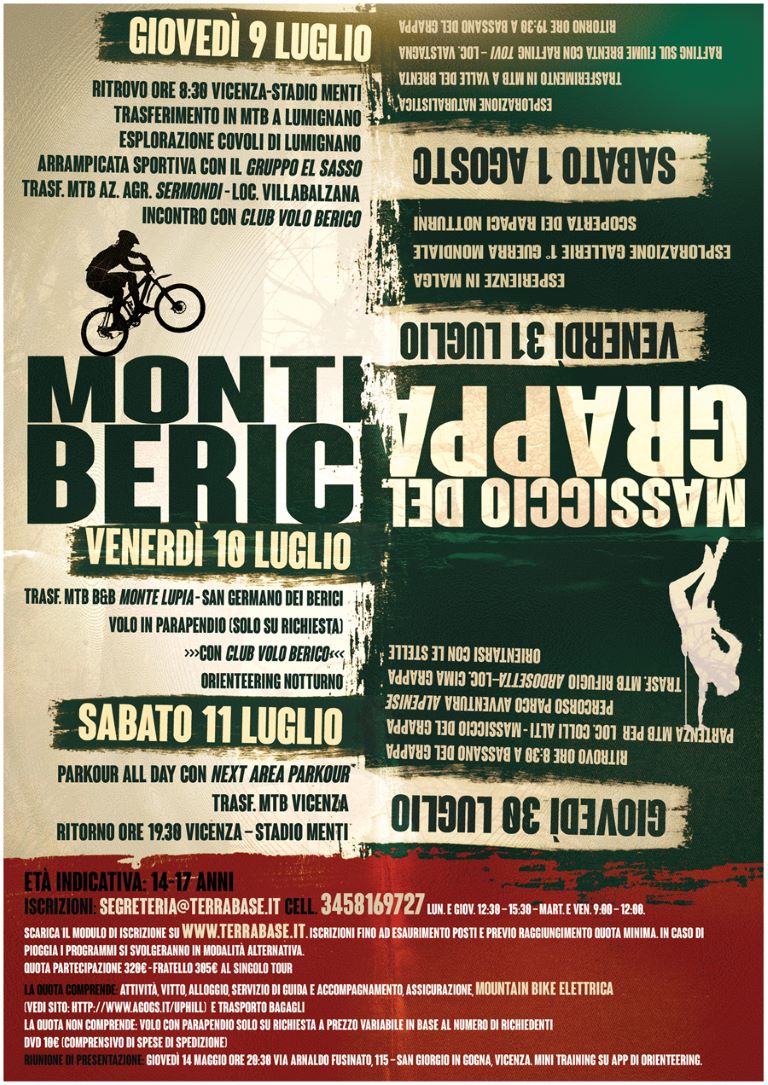 GIOVEDÌ 9 LUGLIO
RITROVO ORE 8:30 VICENZA-STADIO MENTI
TRASFERIMENTO IN MTB A LUMIGNANO
ESPLORAZIONE COVOLI DI LUMIGNANO
ARRAMPICATA SPORTIVA CON IL GRUPPO EL SASSO
TRASF. MTB AZ. AGR. SERMONDI - LOC. VILLABALZANA
INCONTRO CON CLUB VOLO BERICO
MONTI
BERICI
VENERDÌ 10 LUGLIO
TRASF. MTB B&B MONTE LUPIA - SAN GERMANO DEI BERICI
VOLO IN PARAPENDIO (SOLO SU RICHIESTA)
>>>CON CLUB VOLO BERICO<<<
ORIENTEERING NOTTURNO
SABATO 11 LUGLIO
PARKOUR ALL DAY CON NEXT AREA PARKOUR
TRASF. MTB VICENZA
RITORNO ORE 19.30 VICENZA – STADIO MENTI
GIOVEDÌ 30 LUGLIO
RITROVO ORE 8:30 A BASSANO DEL GRAPPA
PARTENZA MTB PER LOC. COLLI ALTI - MASSICCIO DEL GRAPPA
PERCORSO PARCO AVVENTURA ALPENISE
TRASF. MTB RIFUGIO ARDOSETTA – LOC. CIMA GRAPPA
ORIENTARSI CON LE STELLE
MASSICCIO DEL
GRAPPA
VENERDÌ 31 LUGLIO
ESPERIENZE IN MALGA
ESPLORAZIONE GALLERIE 1° GUERRA MONDIALE
SCOPERTA DEI RAPACI NOTTURNI
SABATO 1 AGOSTO
ESPLORAZIONE NATURALISTICA
TRASFERIMENTO IN MTB A VALLE DEL BRENTA
RAFTING SUL FIUME BRENTA CON RAFTING TOVI – LOC. VALSTAGNA
RITORNO ORE 19:30 A BASSANO DEL GRAPPA
ETÀ INDICATIVA: 14-17 ANNI
ISCRIZIONI: SEGRETERIA@TERRABASE.IT CELL. 3458169727 LUN. E GIOV. 12:30 – 15:30 – MART. E VEN. 9:00 – 12:00.
SCARICA IL MODULO DI ISCRIZIONE SU WWW.TERRABASE.IT. ISCRIZIONI FINO AD ESAURIMENTO POSTI E PREVIO RAGGIUNGIMENTO QUOTA MINIMA. IN CASO DI
PIOGGIA I PROGRAMMI SI SVOLGERANNO IN MODALITÀ ALTERNATIVA.
QUOTA PARTECIPAZIONE 320€ - FRATELLO 305€ AL SINGOLO TOUR
LA QUOTA COMPRENDE: ATTIVITÀ, VITTO, ALLOGGIO, SERVIZIO DI GUIDA E ACCOMPAGNAMENTO, ASSICURAZIONE, MOUNTAIN BIKE ELETTRICA
(VEDI SITO: HTTP://WWW.AGOGS.IT/UPHILL) E TRASPORTO BAGAGLI
LA QUOTA NON COMPRENDE: VOLO CON PARAPENDIO SOLO SU RICHIESTA A PREZZO VARIABILE IN BASE AL NUMERO DI RICHIEDENTI
DVD 10€ (COMPRENSIVO DI SPESE DI SPEDIZIONE)
RIUNIONE DI PRESENTAZIONE: GIOVEDÌ 14 MAGGIO ORE 20:30 VIA ARNALDO FUSINATO, 115 – SAN GIORGIO IN GOGNA, VICENZA. MINI TRAINING SU APP DI ORIENTEERING.